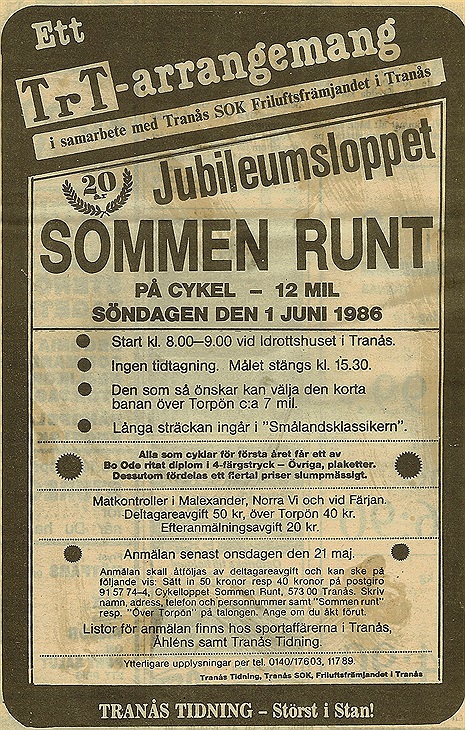 Ett
TrT-arrangemang
i samarbete med Tranås SOK Friluftsfrämjandet i Tranås
20 år
Jubileumsloppet
SOMMEN RUNT
PÅ CYKEL – 12 MIL
SÖNDAGEN DEN 1 JUNI 1986
● Start kl. 8.00–9.00 vid Idrottshuset i Tranås.
● Ingen tidtagning. Målet stängs kl. 15.30.
● Den som så önskar kan välja den korta
banan över Torpön c:a 7 mil.
● Långa sträckan ingår i ”Smålandsklassikern”.
Alla som cyklar för första året får ett av
Bo Ode ritat diplom i 4-färgstryck – Övriga, plaketter.
Dessutom fördelas ett flertal priser slumpmässigt.
Matkontroller i Malexander, Norra Vi och vid Färjan.
Deltagareavgift 50 kr, över Torpön 40 kr.
Efteranmälningsavgift 20 kr.
Anmälan senast onsdagen den 21 maj.
Anmälan skall åtföljas av deltagareavgift och kan ske på
följande vis: Sätt in 50 kronor resp 40 kronor på postgiro
91 57 74–4, Cykelloppet Sommen Runt, 573 00 Tranås. Skriv
namn, adress, telefon och personnummer samt ”Sommen runt”
resp. ”Över Torpön” på talongen. Ange om du åkt förut.
Listor för anmälan finns hos sportaffärerna i Tranås,
Åhléns samt Tranås Tidning.
Ytterligare upplysningar per tel. 0140/176 03, 117 89.
Tranås Tidning, Tranås SOK, Friluftsfrämjandet i Tranås
TRANÅS TIDNING – Störst i Stan!